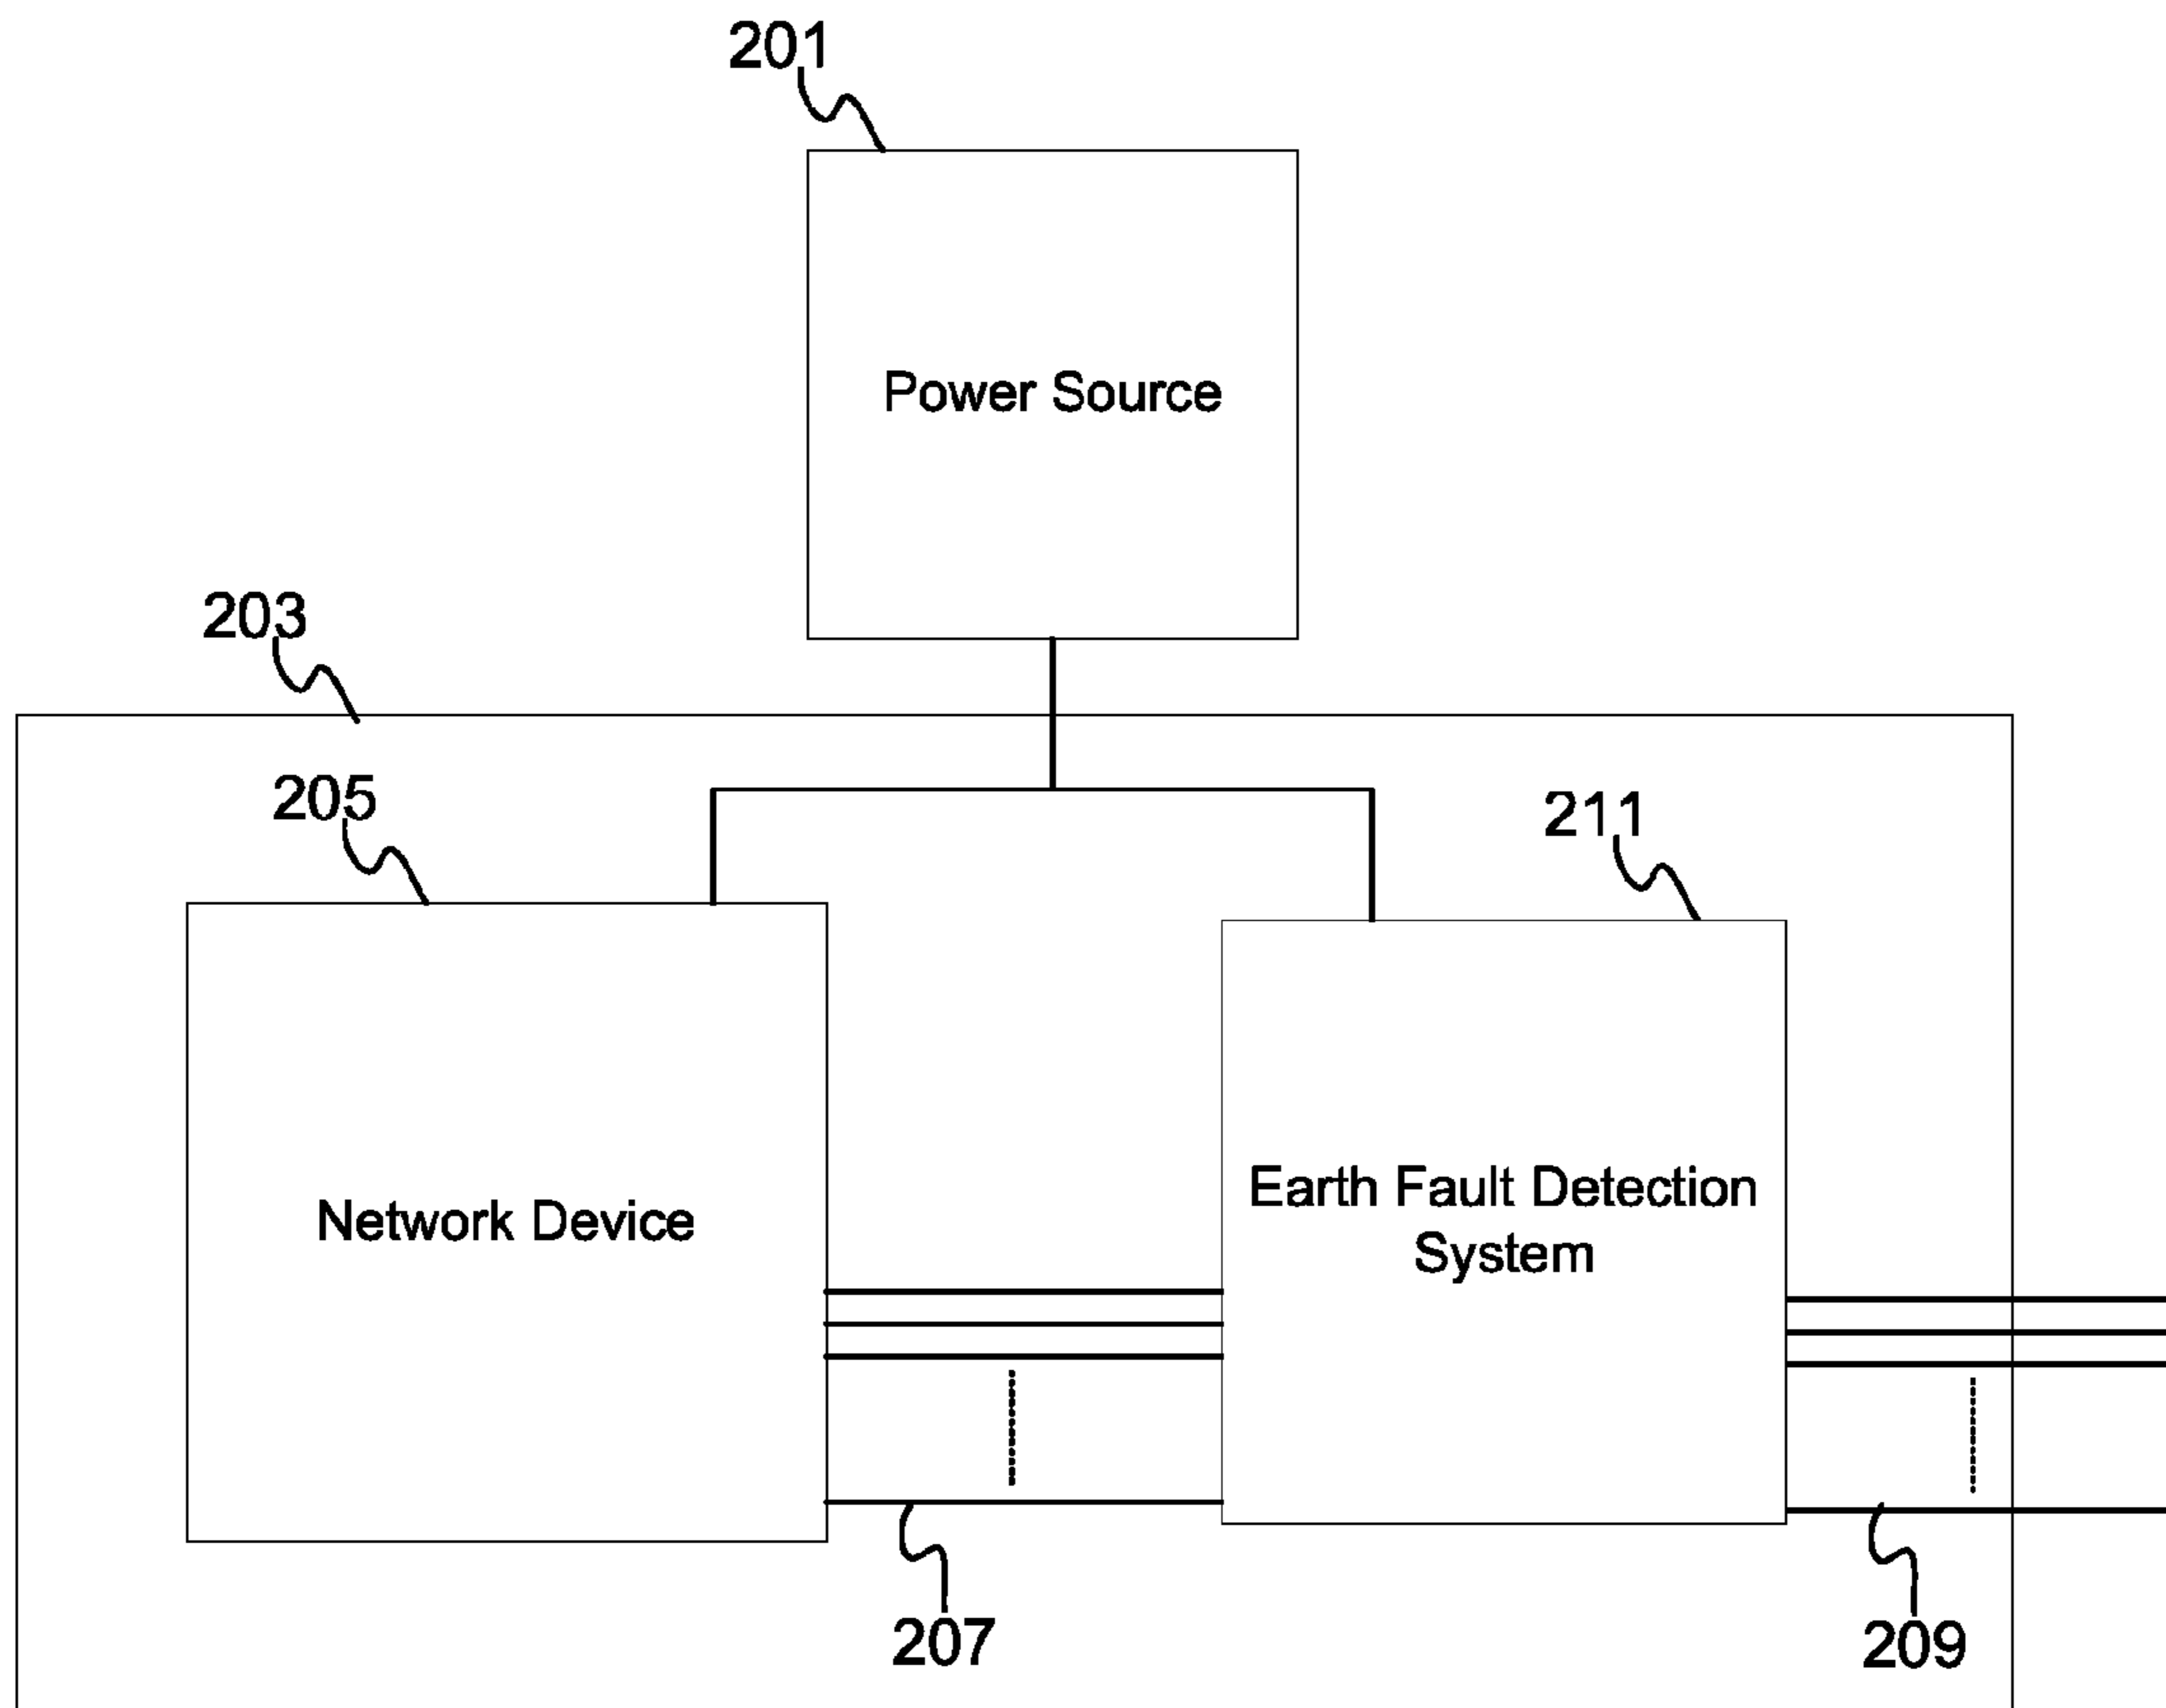 201
Power Source
203
205
211
Network Device
Earth Fault Detection
System
207
209